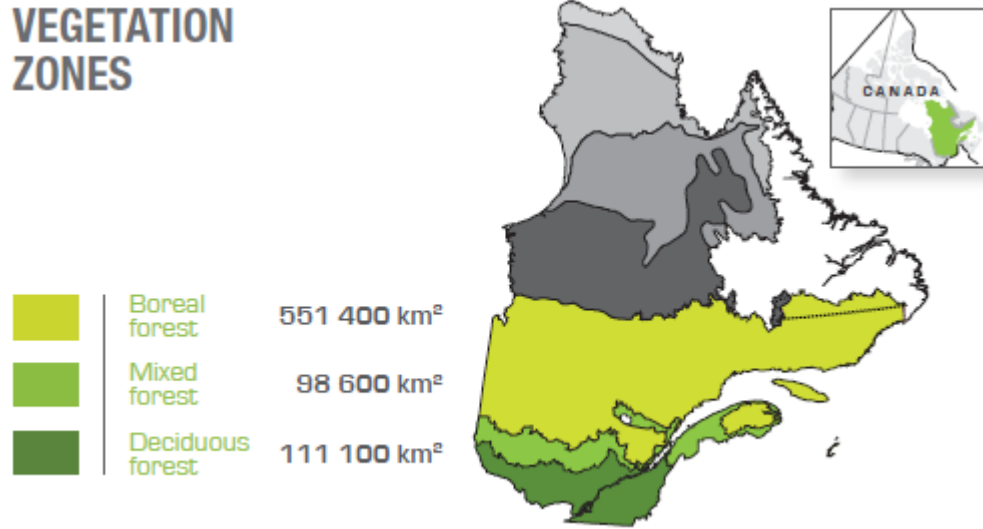 VEGETATION
ZONES
CANADA
Boreal
forest
551 400 km²
Mixed
forest
98 600 km²
Deciduous
forest
111 100 km²